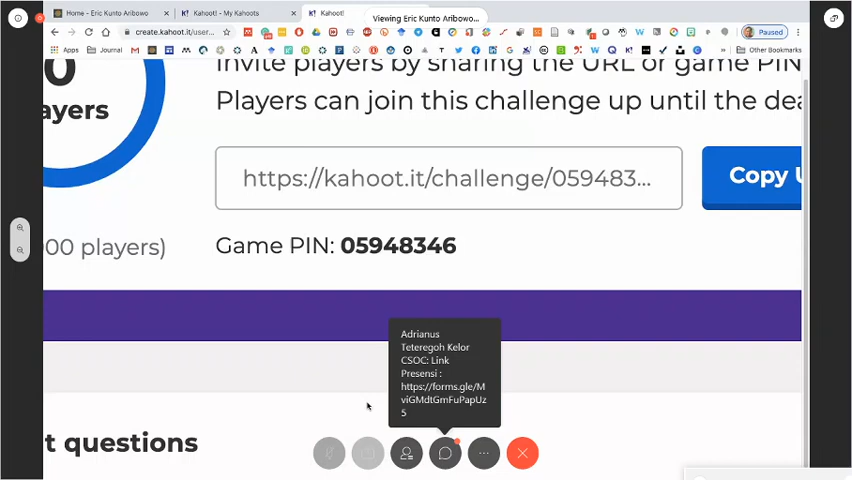 Home - Eric Kunto Aribowo
Kahoot! - My Kahoots
Kahoot!
Viewing Eric Kunto Aribowo...
create.kahoot.it/user...
Paused
Apps
Journal
Other Bookmarks
Invite players by sharing the URL or game PIN
ayers
Players can join this challenge up until the dea
https://kahoot.it/challenge/059483...
Copy U
00 players)
Game PIN: 05948346
Adrianus
Teteregoh Kelor
CSOC: Link
Presensi :
https://forms.gle/M
viGMdtGmFuPapUz
5
t questions